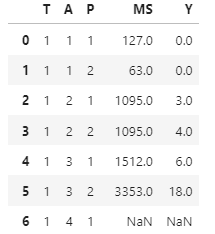 T A P MS Y
0 1 1 1 127.0 0.0
1 1 1 2 63.0 0.0
2 1 2 1 1095.0 3.0
3 1 2 2 1095.0 4.0
4 1 3 1 1512.0 6.0
5 1 3 2 3353.0 18.0
6 1 4 1 NaN NaN